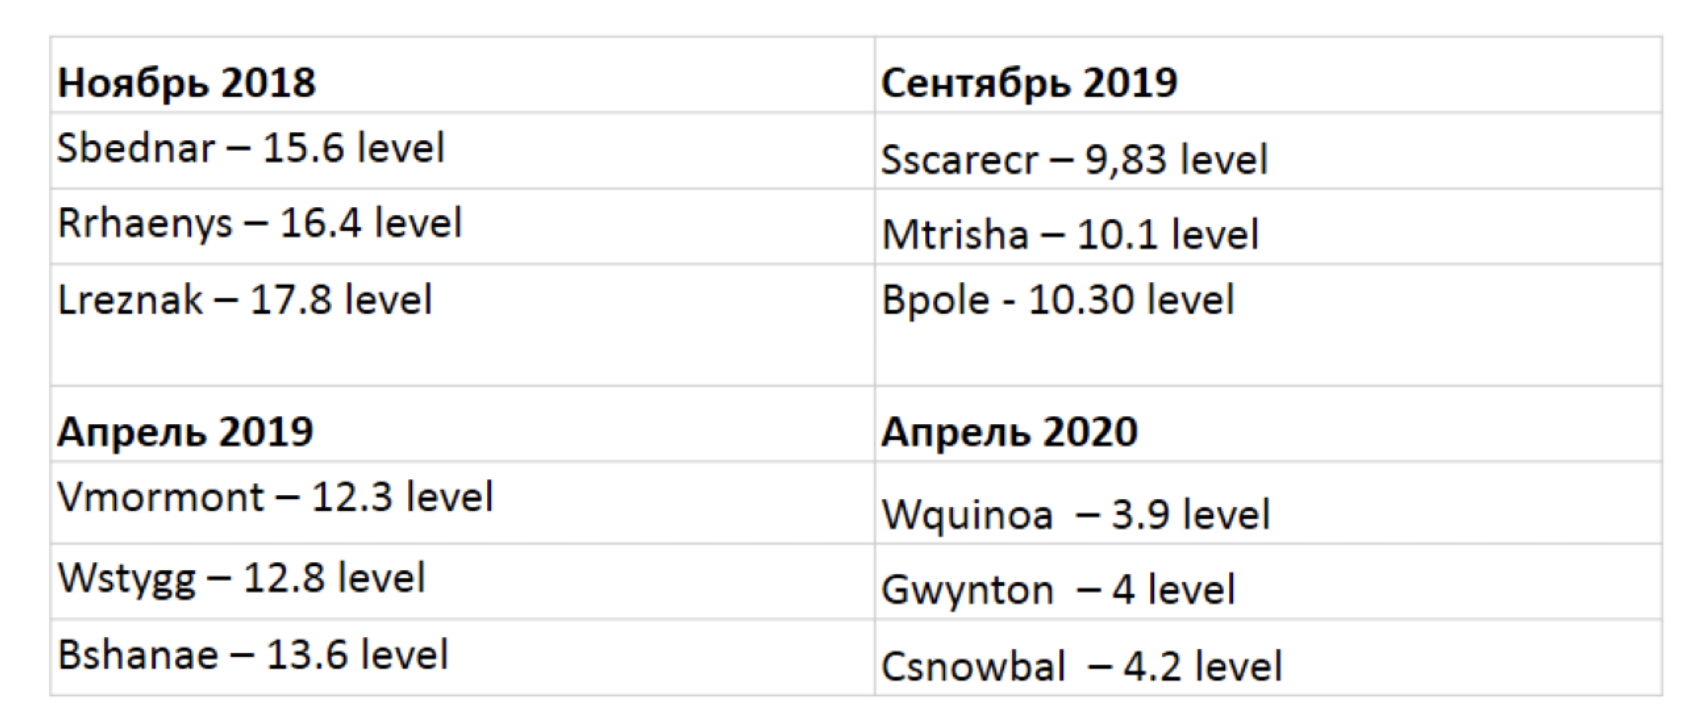 Ноябрь 2018
Сентябрь 2019
Sbednar – 15.6 level
Sscarecr – 9,83 level
Rrhaenys – 16.4 level
Mtrisha – 10.1 level
Lreznak – 17.8 level
Bpole - 10.30 level
Апрель 2019
Апрель 2020
Vmormont – 12.3 level
Wquinoa – 3.9 level
Wstygg – 12.8 level
Gwynton – 4 level
Bshanae – 13.6 level
Csnowbal – 4.2 level